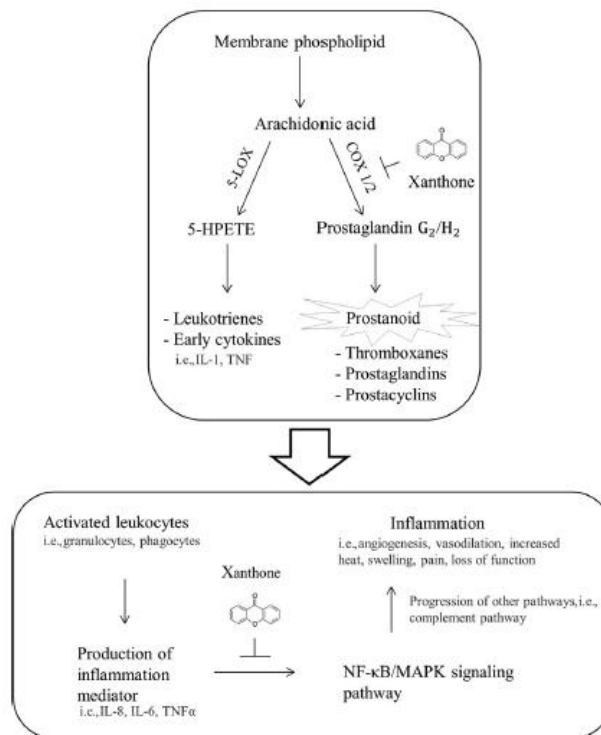 Membrane phospholipid
Arachidonic acid
5-LOX
COX 1/2
O
O
Xanthone
5-HPETE
Prostaglandin G₂/H₂
- Leukotrienes
- Early cytokines
i.e.,IL-1, TNF
Prostanoid
- Thromboxanes
- Prostaglandins
- Prostacyclins
Activated leukocytes
i.e.,granulocytes, phagocytes
Inflammation
i.e.,angiogenesis, vasodilation, increased
heat, swelling, pain, loss of function
Xanthone
O
O
Progression of other pathways,i.e.,
complement pathway
Production of
inflammation
mediator
i.e.,IL-8, IL-6, TNFα
NF-κB/MAPK signaling
pathway